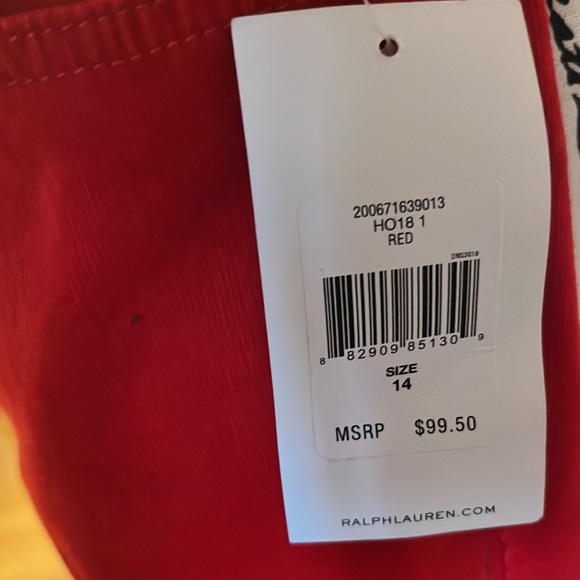 200671639013
HO18 1
RED
8 82909 85130 9
SIZE
14
MSRP $99.50
RALPHLAUREN.COM